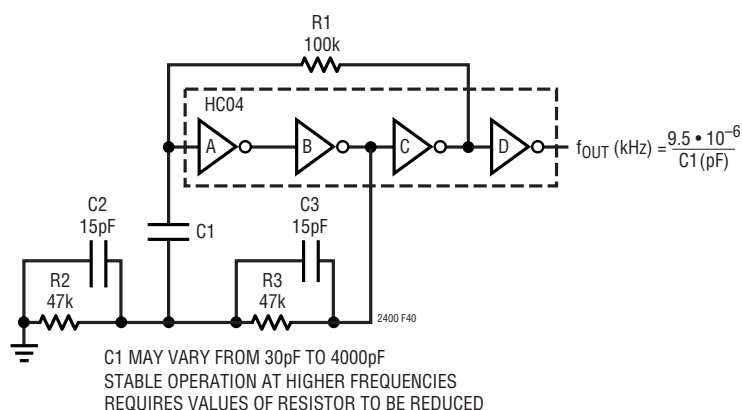 R1
100k
HC04
A
B
C
D
f_OUT (kHz) = 9.5 • 10^–6 / C1(pF)
C2
15pF
C1
C3
15pF
R2
47k
R3
47k
2400 F40
C1 MAY VARY FROM 30pF TO 4000pF
STABLE OPERATION AT HIGHER FREQUENCIES
REQUIRES VALUES OF RESISTOR TO BE REDUCED